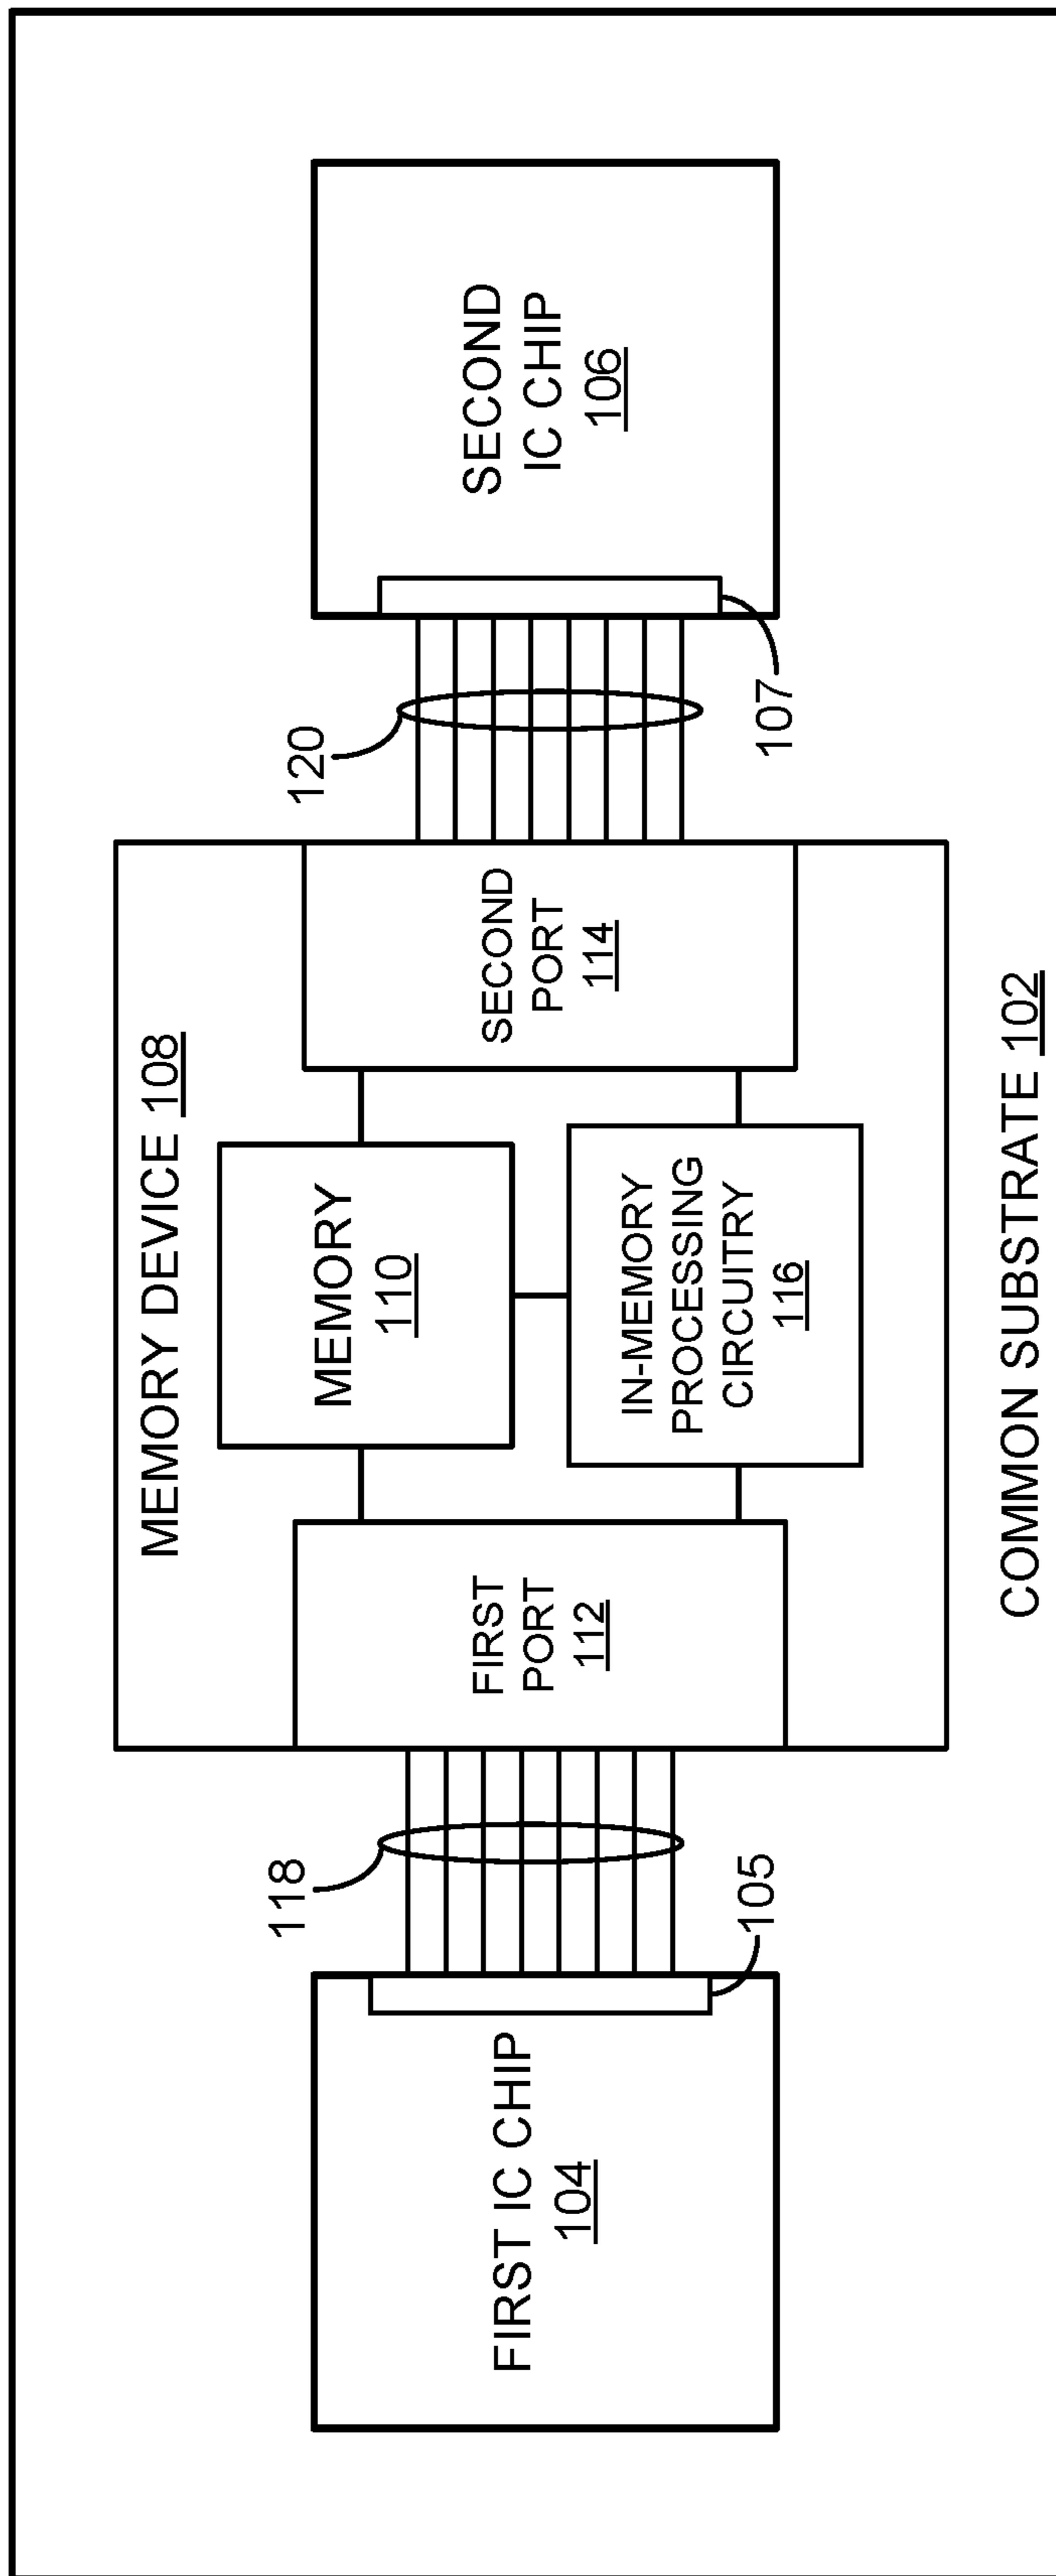 MEMORY DEVICE 108
118
120
FIRST IC CHIP
104
105
FIRST
PORT
112
MEMORY
110
IN-MEMORY
PROCESSING
CIRCUITRY
116
SECOND
PORT
114
SECOND
IC CHIP
106
107
COMMON SUBSTRATE 102